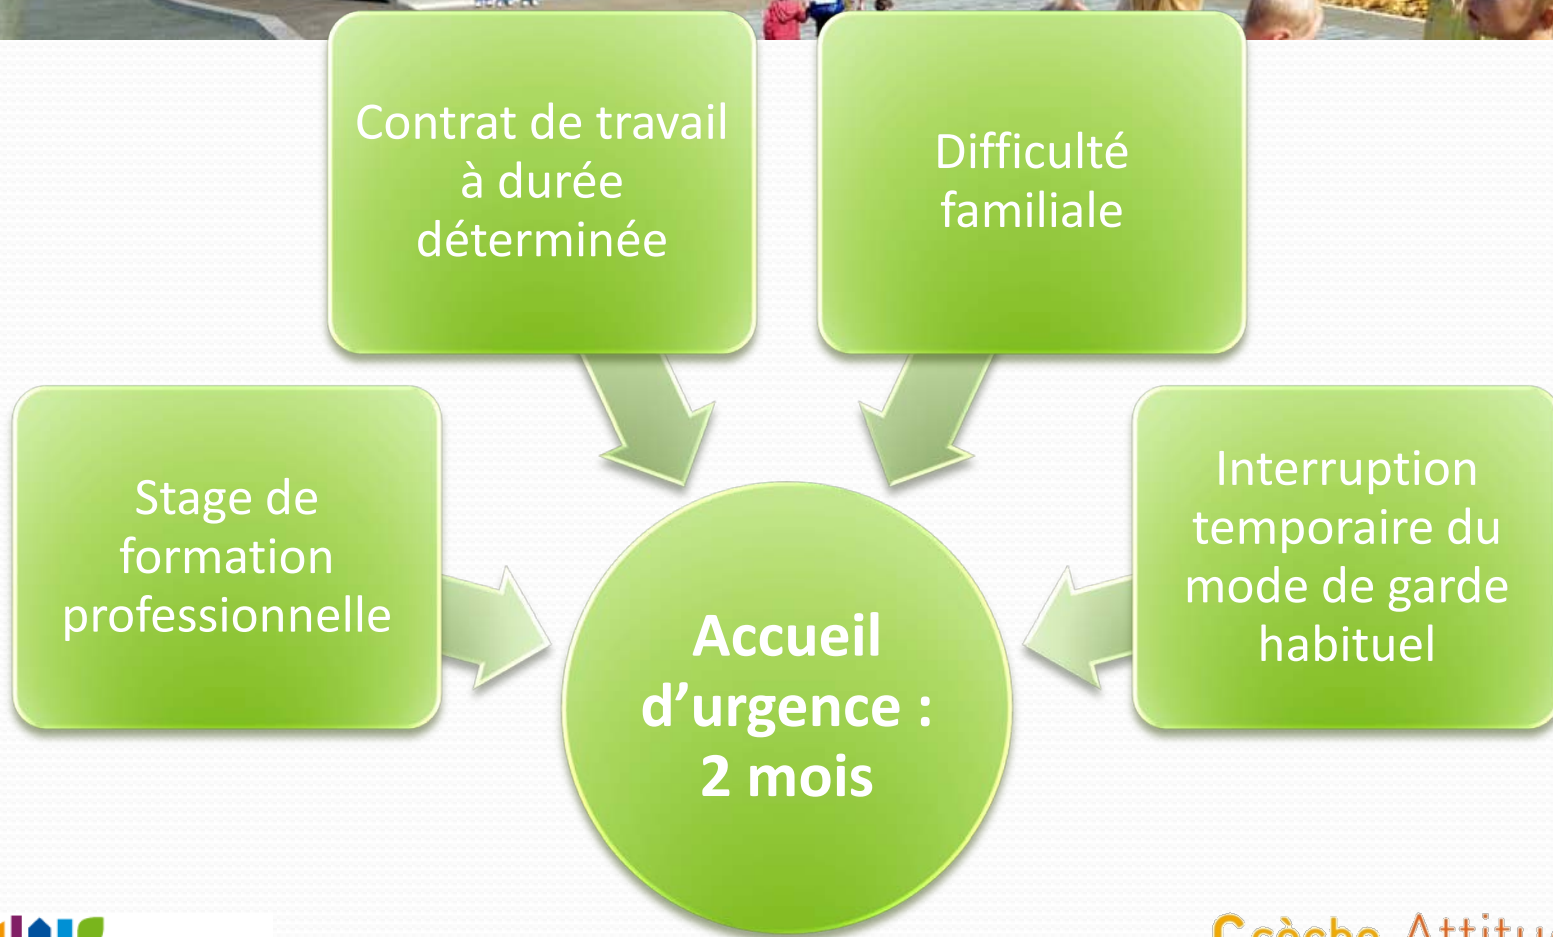 Contrat de travail
à durée
déterminée
Difficulté
familiale
Stage de
formation
professionnelle
Interruption
temporaire du
mode de garde
habituel
Accueil
d’urgence :
2 mois